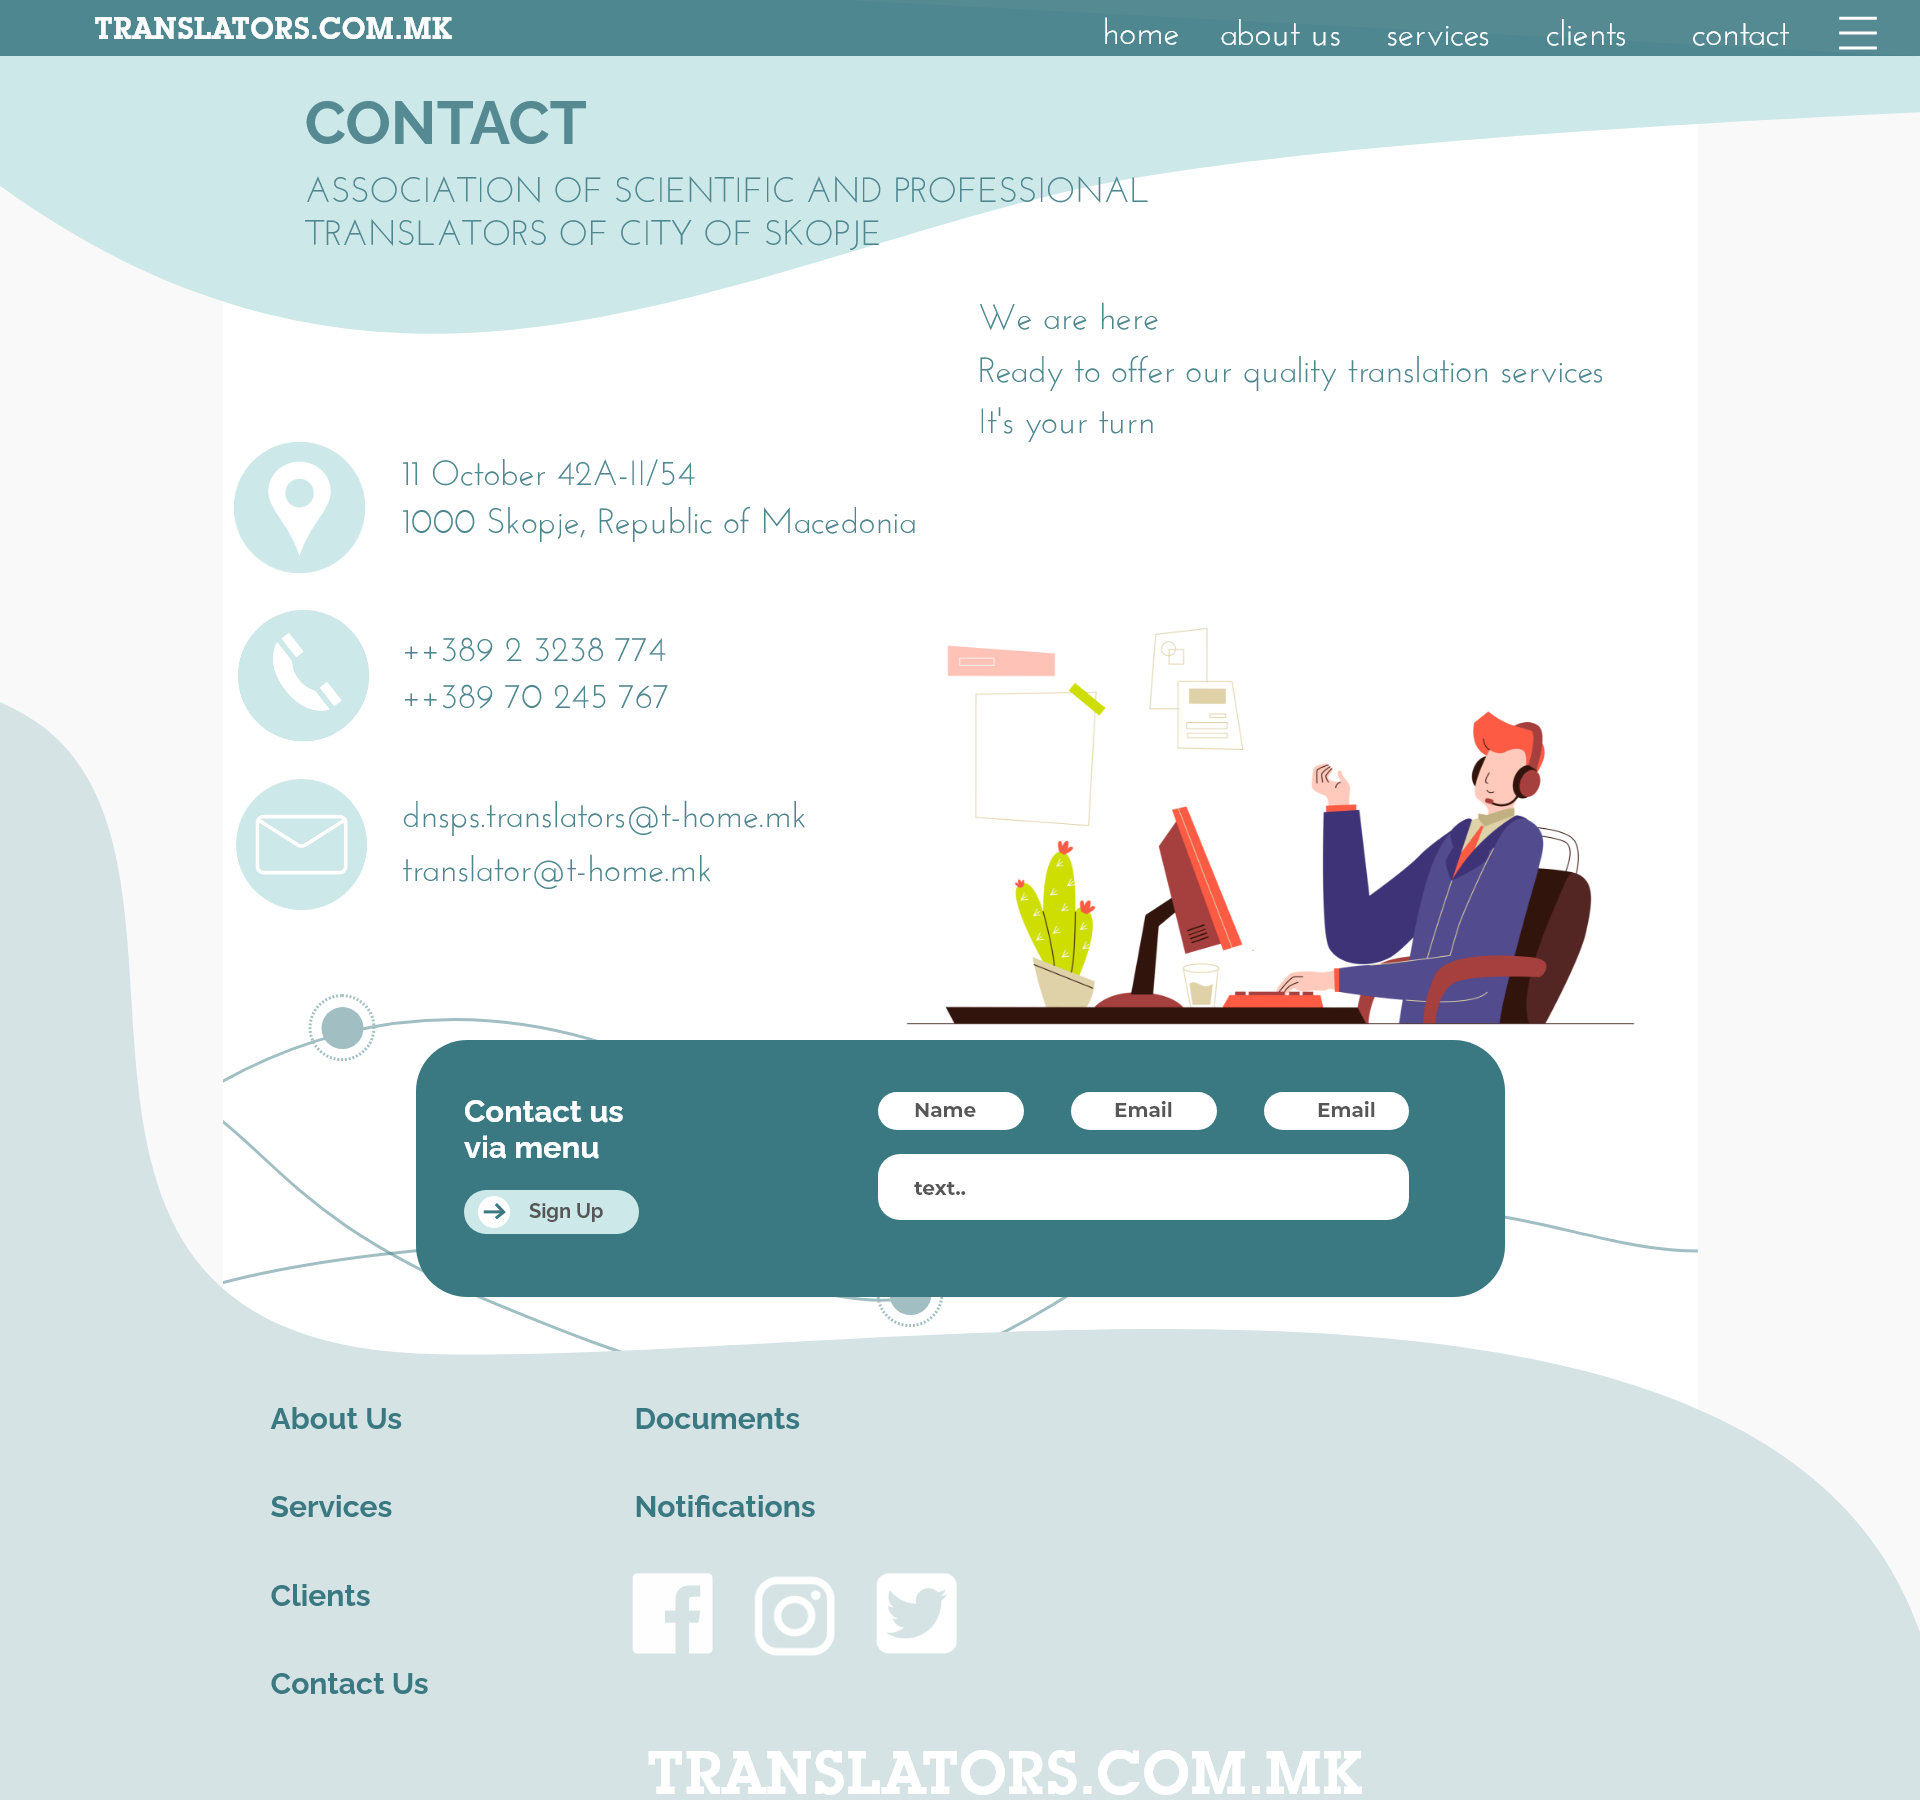 TRANSLATORS.COM.MK
home about us services clients contact
CONTACT
ASSOCIATION OF SCIENTIFIC AND PROFESSIONAL
TRANSLATORS OF CITY OF SKOPJE
We are here
Ready to offer our quality translation services
It's your turn
11 October 42A-II/54
1000 Skopje, Republic of Macedonia
++389 2 3238 774
++389 70 245 767
dnsps.translators@t-home.mk
translator@t-home.mk
Contact us
via menu
Sign Up
Name
Email
Email
text..
About Us
Services
Clients
Contact Us
Documents
Notifications
TRANSLATORS.COM.MK